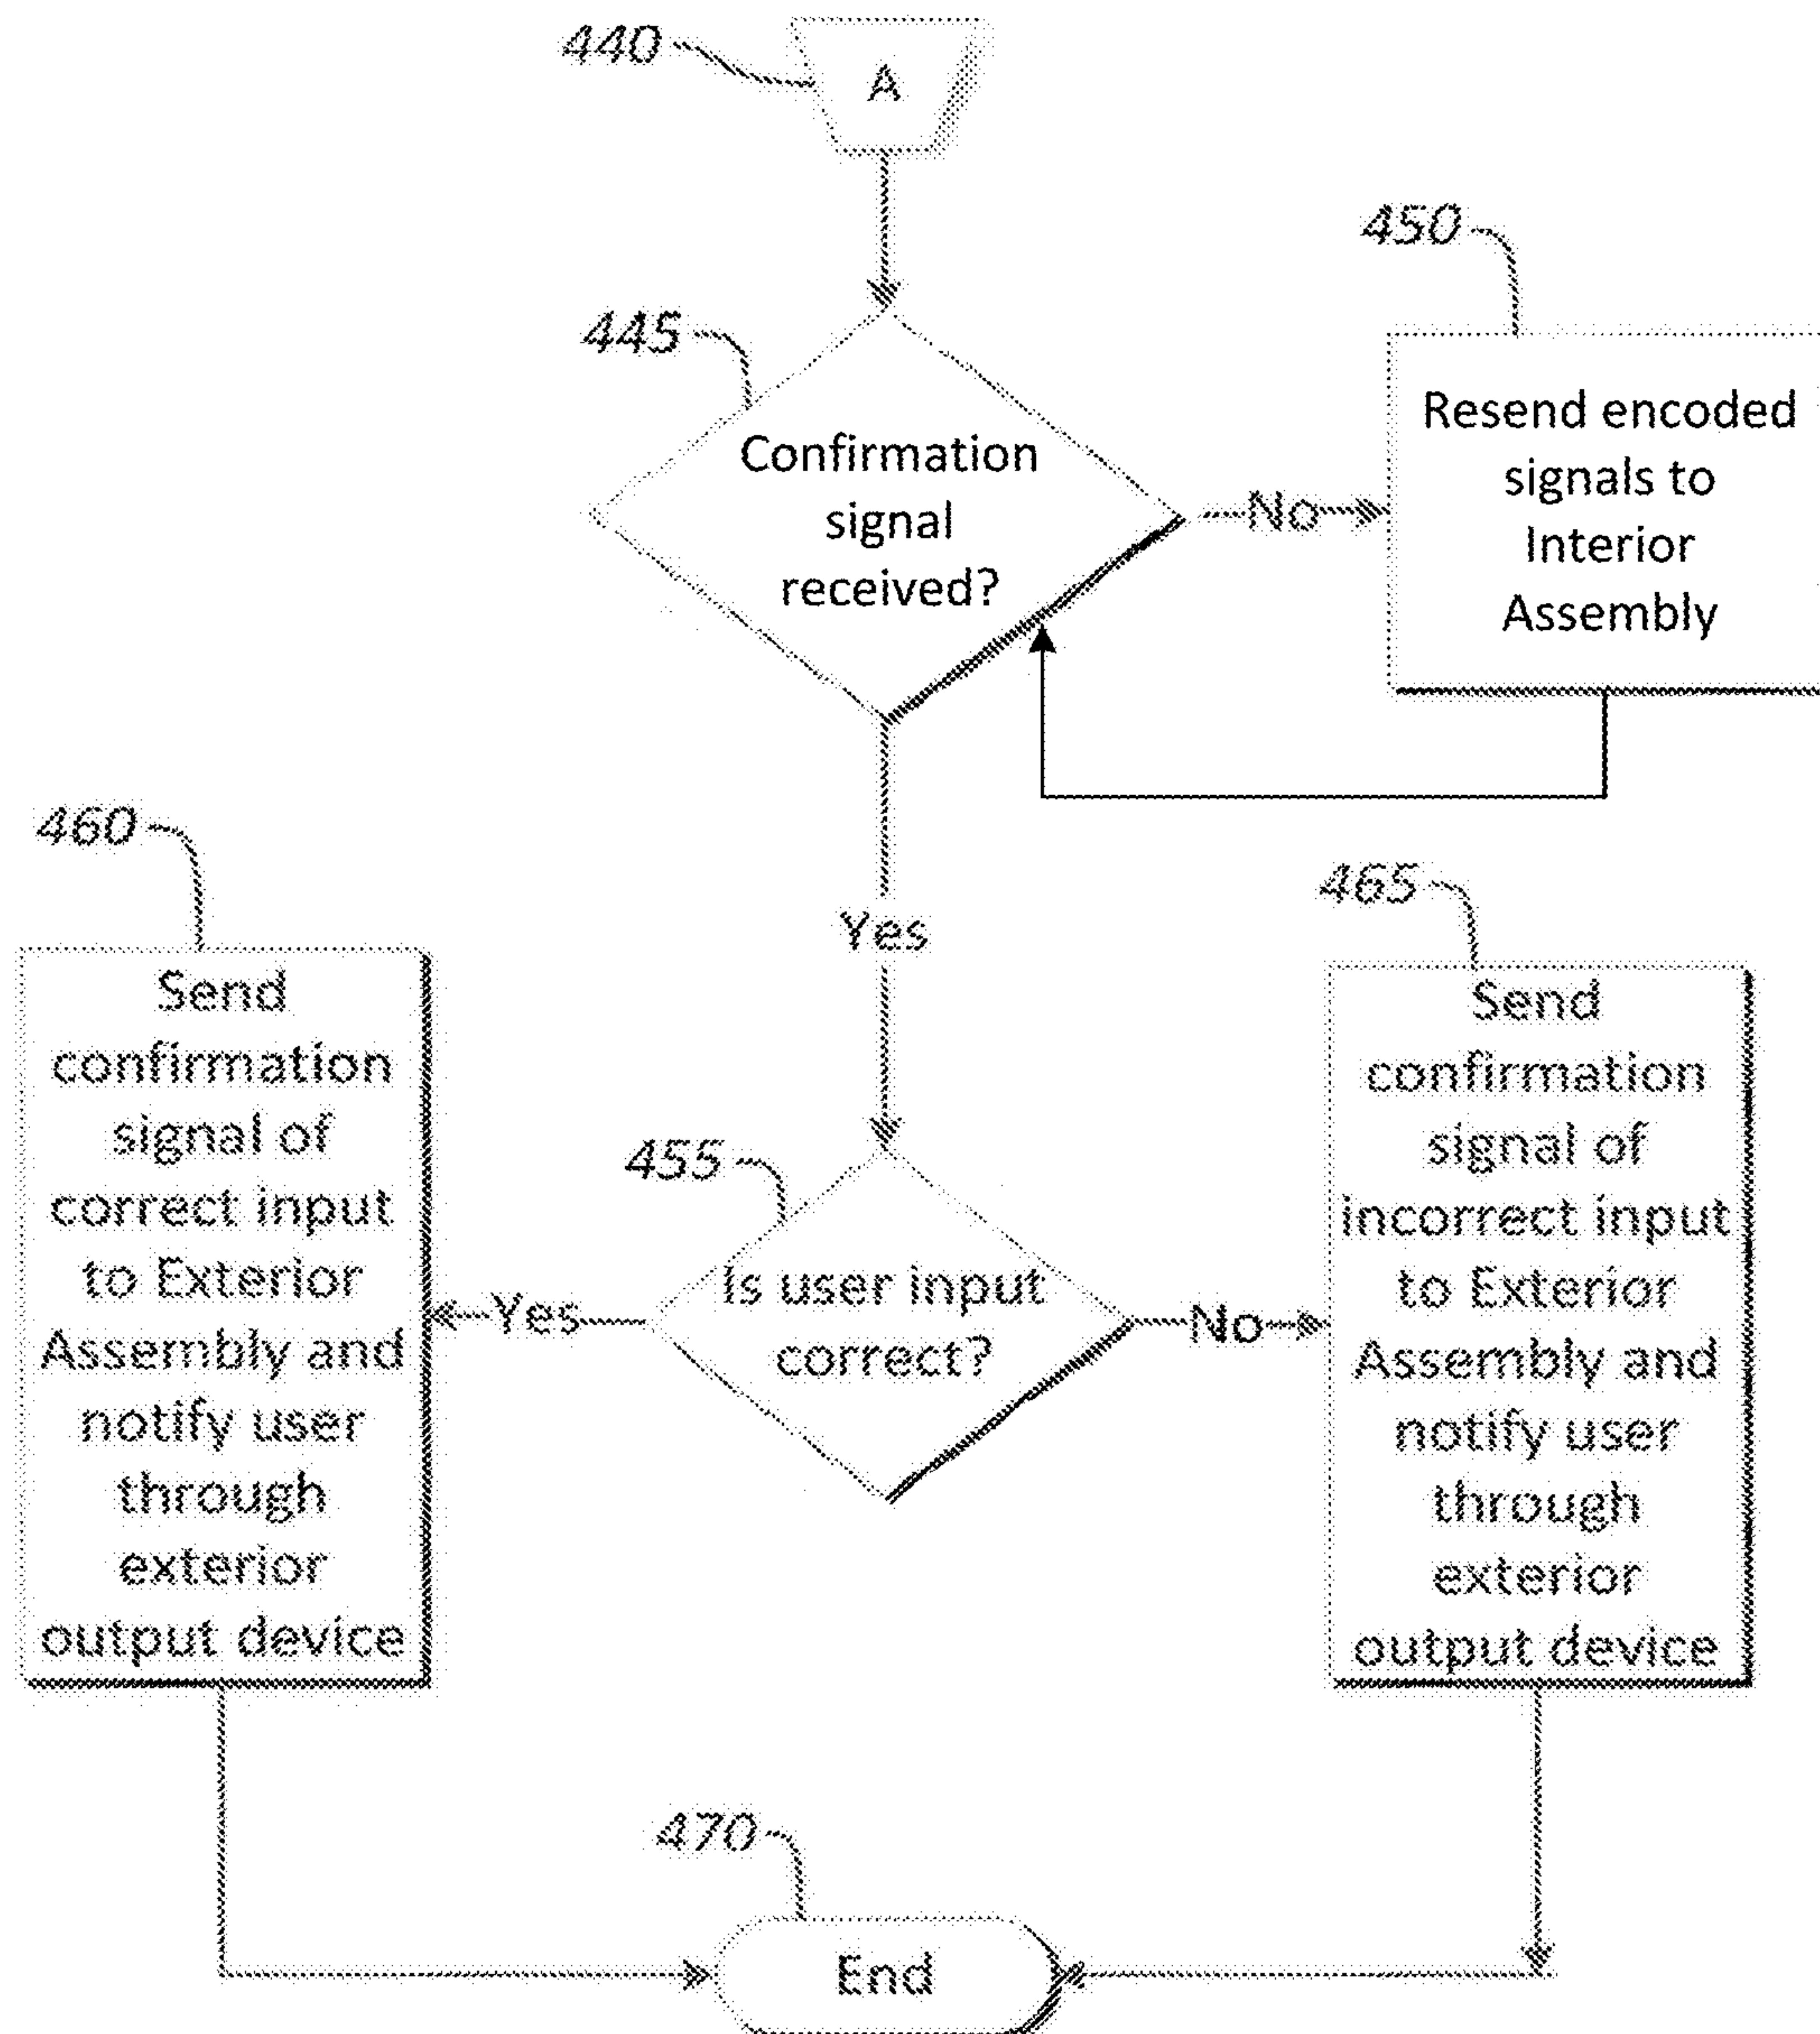 440
A
450
445
Confirmation
signal
received?
No
Resend encoded
signals to
Interior
Assembly
460
Yes
465
Send
confirmation
signal of
correct input
to Exterior
Assembly and
notify user
through
exterior
output device
455
Yes
Is user input
correct?
No
Send
confirmation
signal of
incorrect input
to Exterior
Assembly and
notify user
through
exterior
output device
470
End